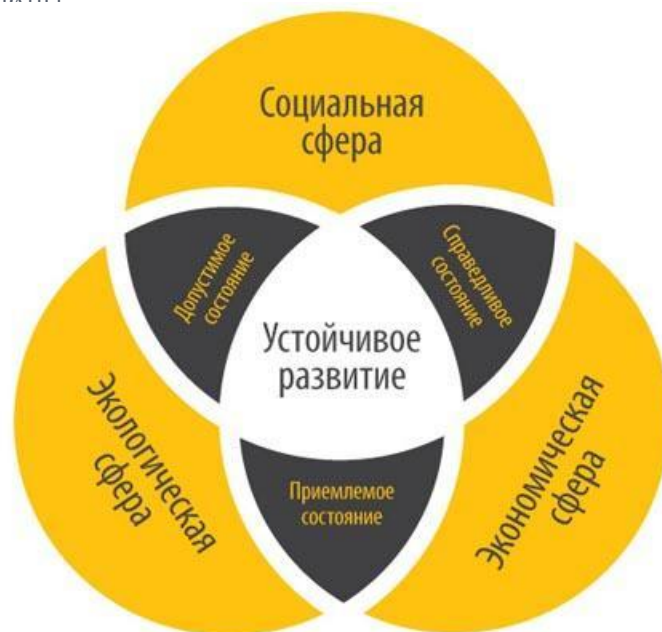 Социальная
сфера
Допустимое
состояние
Справедливое
состояние
Устойчивое
развитие
Экологическая
сфера
Экономическая
сфера
Приемлемое
состояние